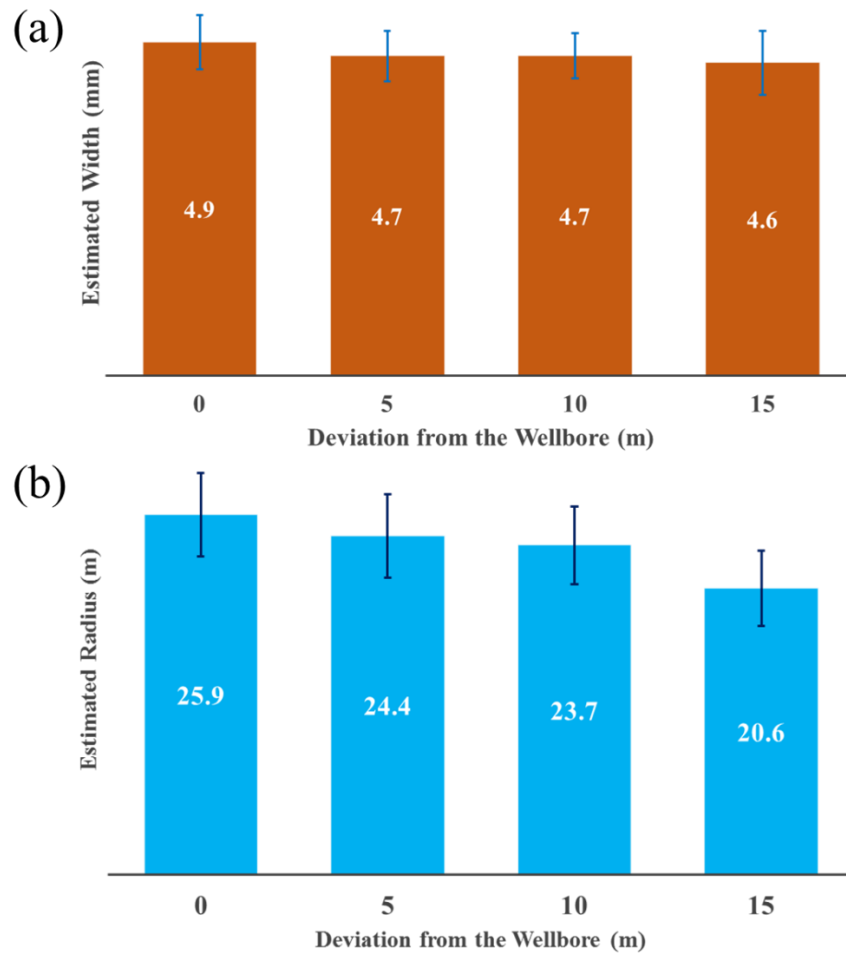 (a)
Estimated Width (mm)
4.9
4.7
4.7
4.6
0 5 10 15
Deviation from the Wellbore (m)
(b)
Estimated Radius (m)
25.9
24.4
23.7
20.6
0 5 10 15
Deviation from the Wellbore (m)